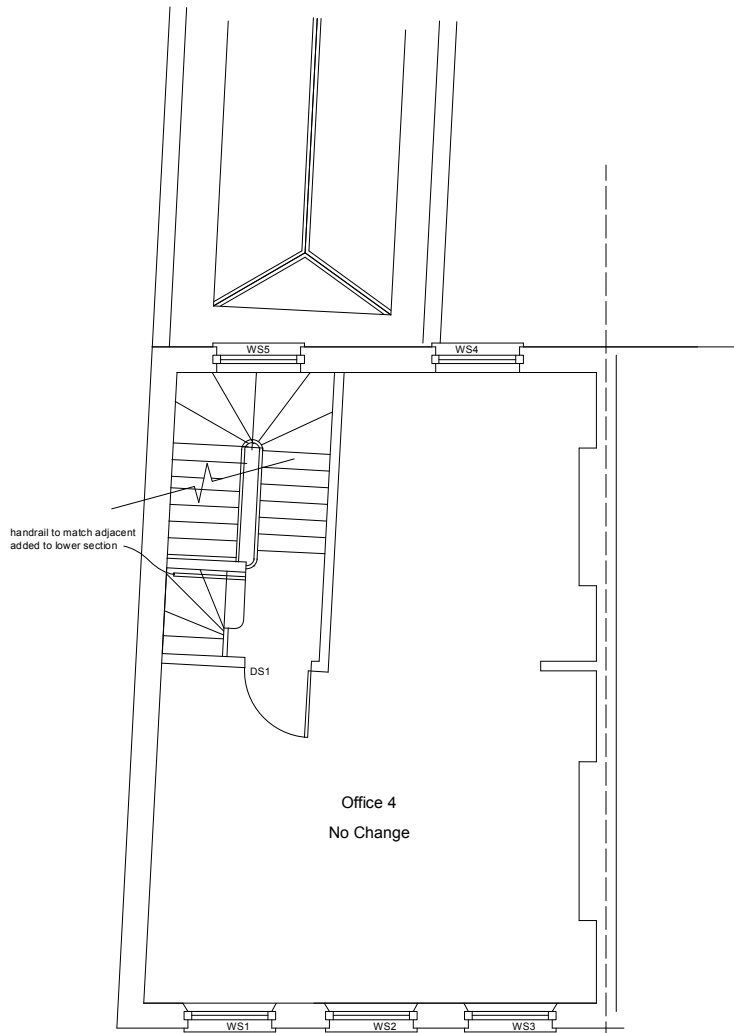 WS5
WS4
handrail to match adjacent
added to lower section
DS1
Office 4
No Change
WS1
WS2
WS3